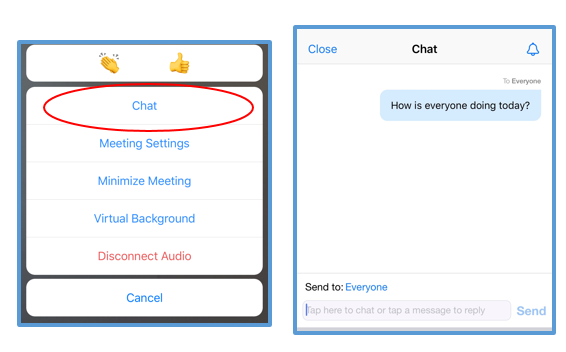 Chat
Meeting Settings
Minimize Meeting
Virtual Background
Disconnect Audio
Cancel
Close Chat
To Everyone
How is everyone doing today?
Send to: Everyone
Tap here to chat or tap a message to reply Send